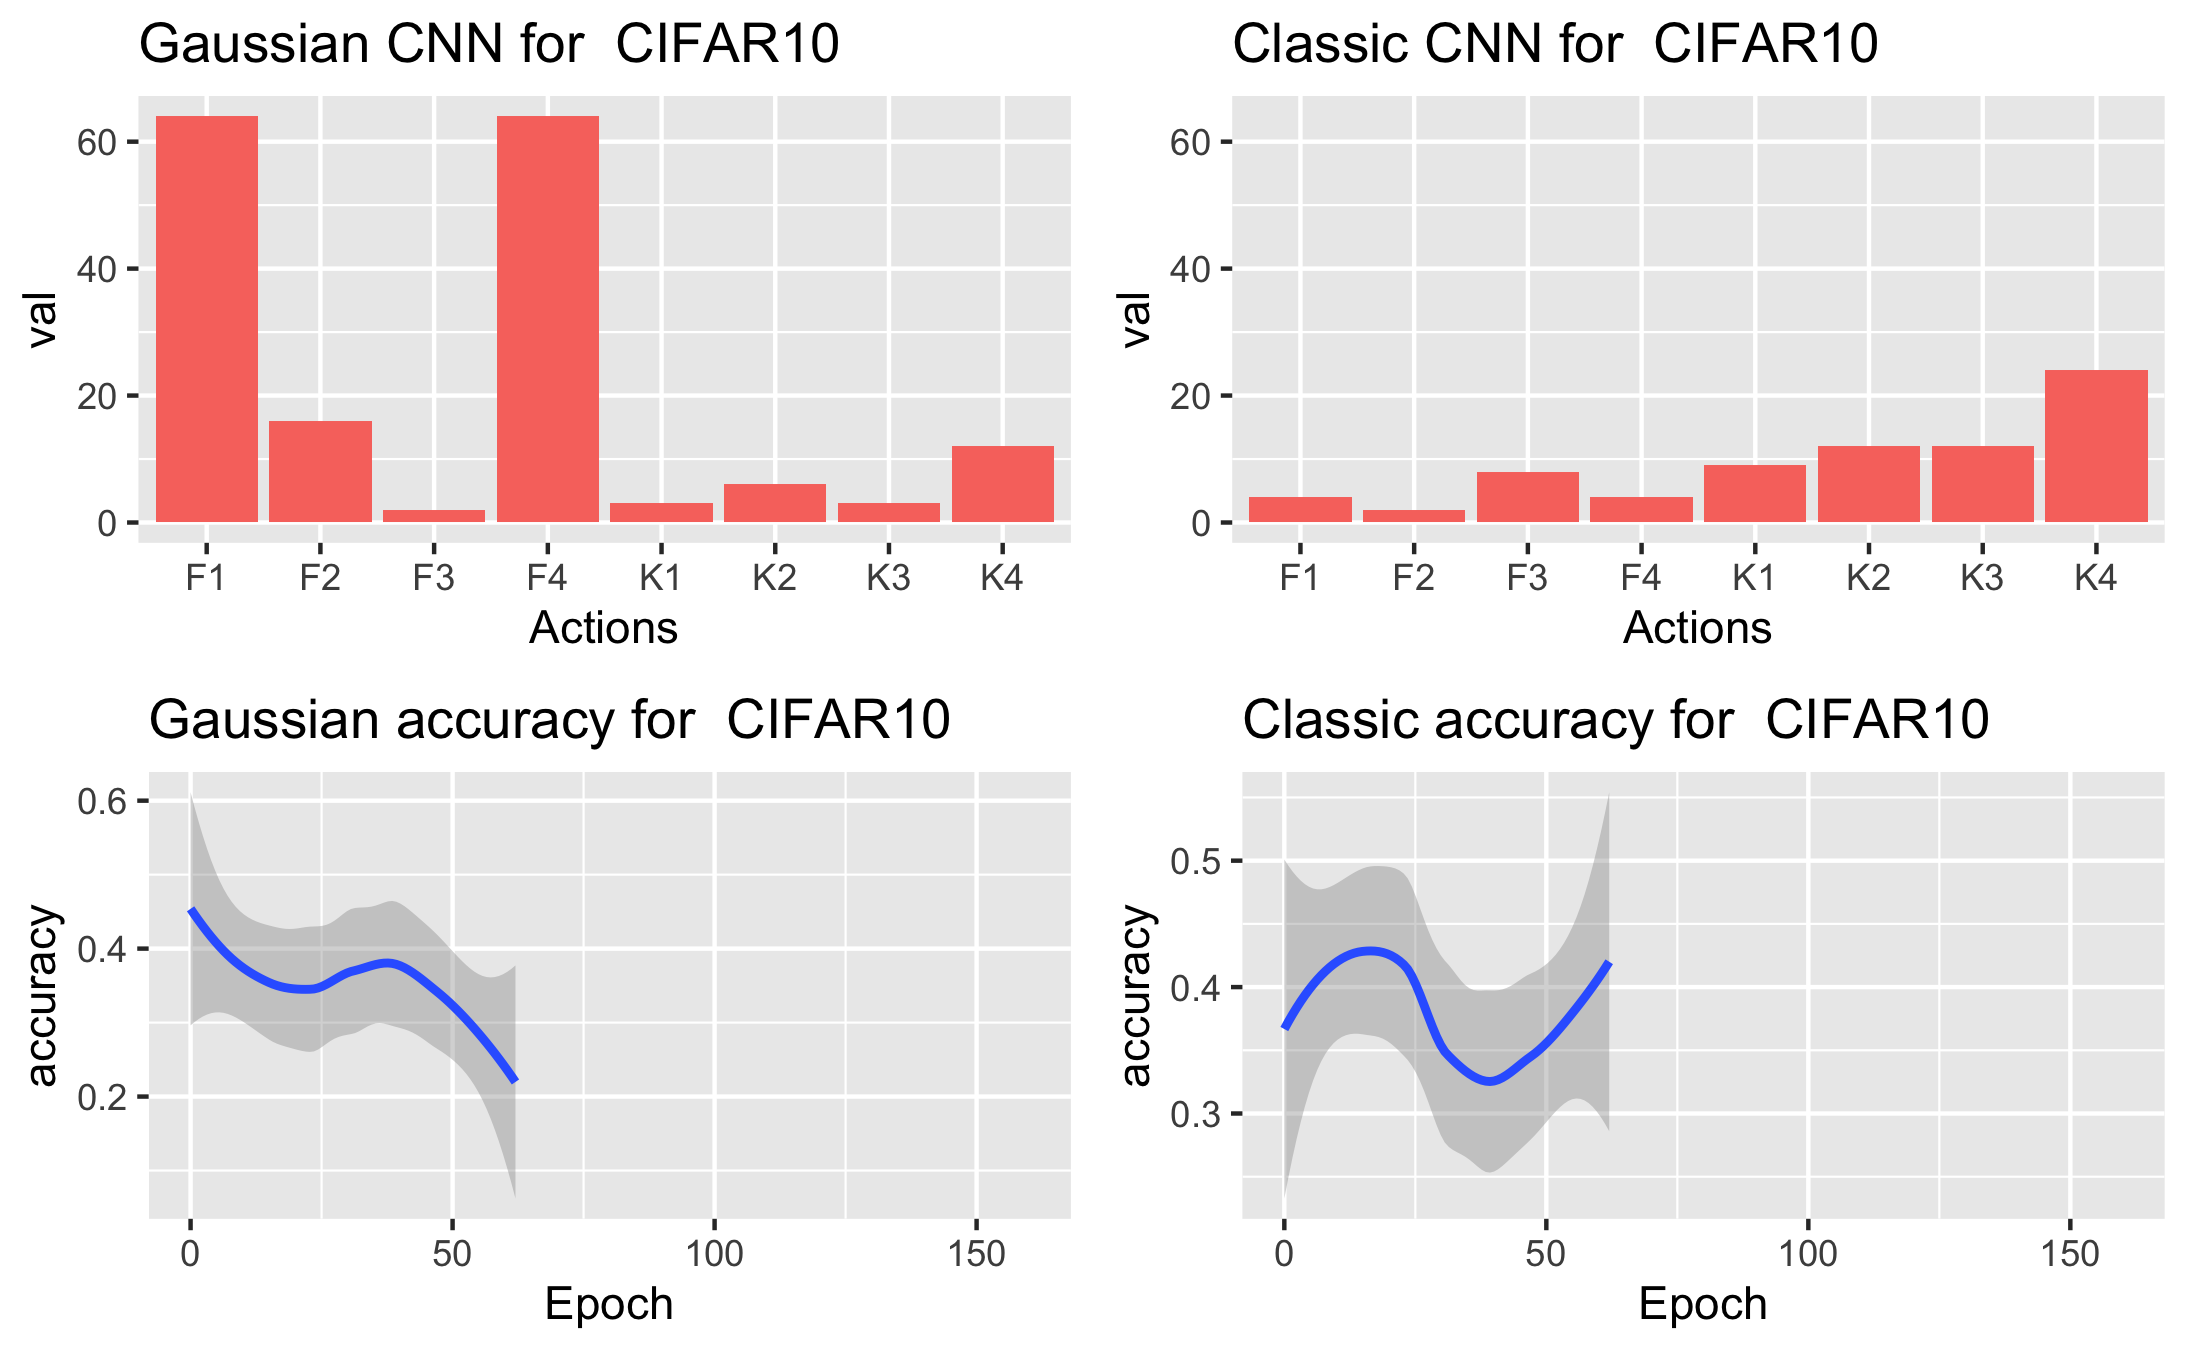 Gaussian CNN for  CIFAR10
60
40
20
0
val
F1 F2 F3 F4 K1 K2 K3 K4
Actions
Classic CNN for  CIFAR10
60
40
20
0
val
F1 F2 F3 F4 K1 K2 K3 K4
Actions
Gaussian accuracy for  CIFAR10
0.6
0.4
0.2
accuracy
0 50 100 150
Epoch
Classic accuracy for  CIFAR10
0.5
0.4
0.3
accuracy
0 50 100 150
Epoch